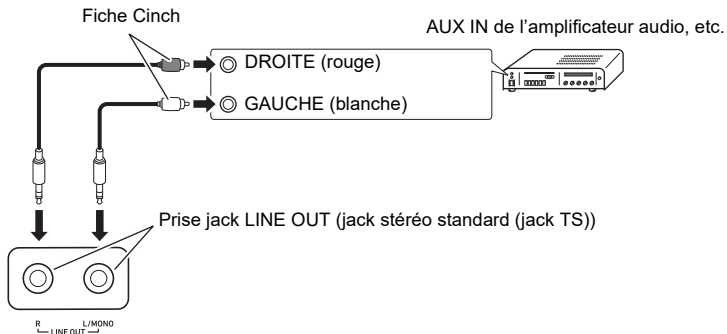 Fiche Cinch
AUX IN de l’amplificateur audio, etc.
DROITE (rouge)
GAUCHE (blanche)
Prise jack LINE OUT (jack stéréo standard (jack TS))
R L/MONO
LINE OUT